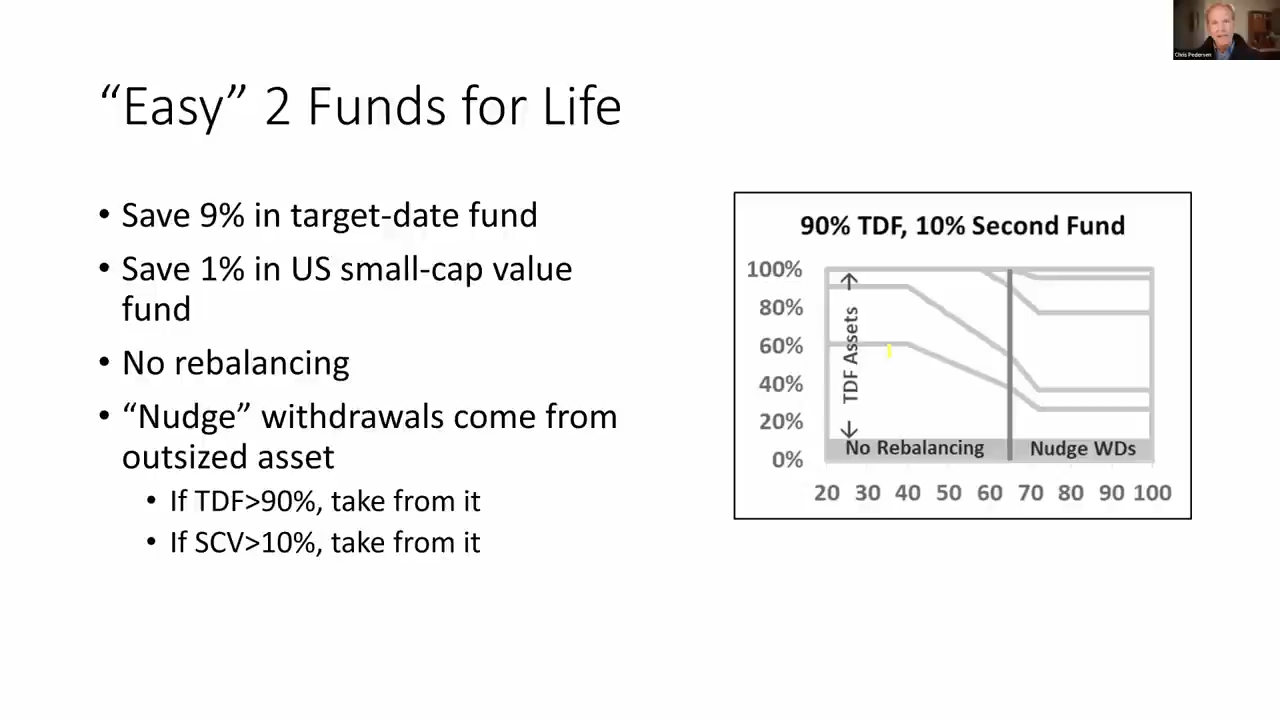 Chris Pedersen
“Easy” 2 Funds for Life
• Save 9% in target-date fund
• Save 1% in US small-cap value
fund
• No rebalancing
• “Nudge” withdrawals come from
outsized asset
• If TDF>90%, take from it
• If SCV>10%, take from it
90% TDF, 10% Second Fund
100%
80%
60%
40%
20%
0%
TDF Assets
No Rebalancing
Nudge WDs
20 30 40 50 60 70 80 90 100